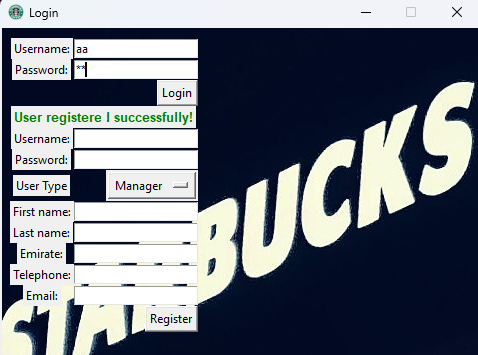 Login
Username: aa
Password: **
Login
User registere I successfully!
Username:
Password:
User Type Manager
First name:
Last name:
Emirate:
Telephone:
Email:
Register
STARBUCKS